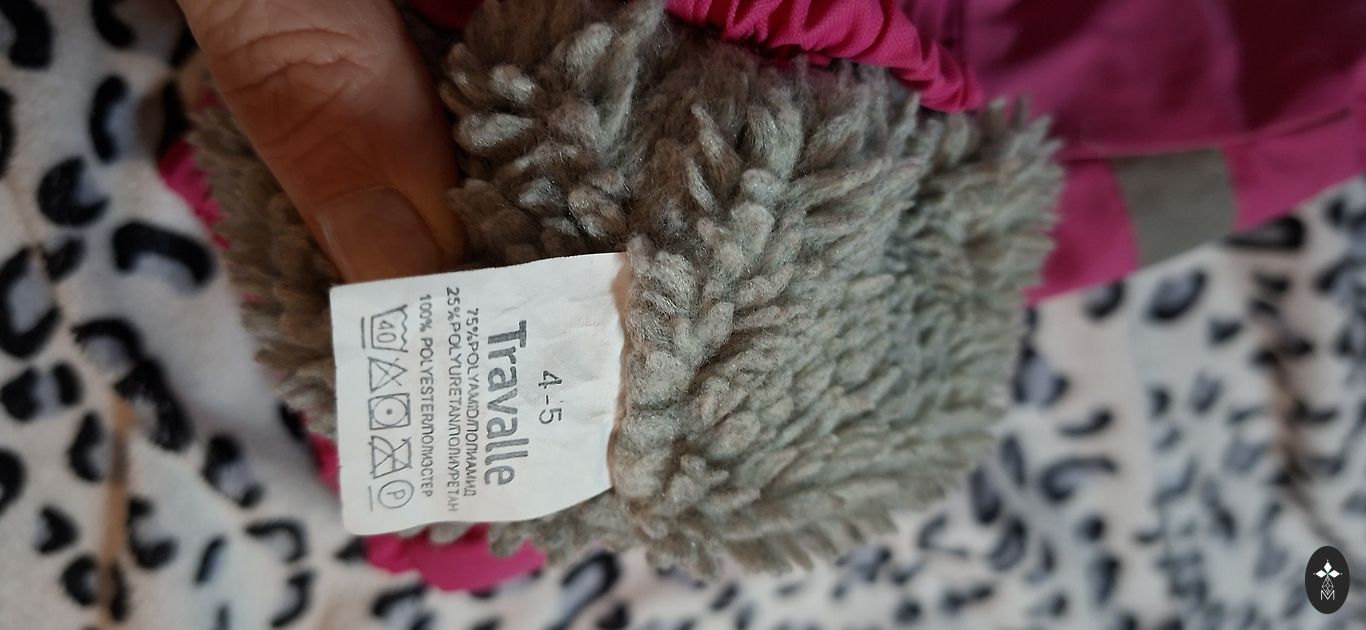 4-5
Travalle
75%POLYAMID/ПОЛИАМИД
25%POLYURETAN/ПОЛИУРЕТАН
100% POLYESTER/ПОЛИЭСТЕР
40
P
M